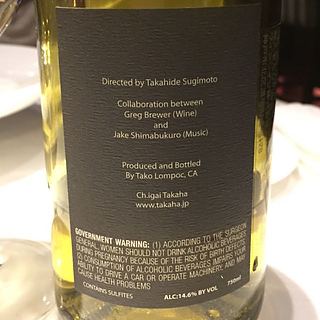 Directed by Takahide Sugimoto
Collaboration between
Greg Brewer (Wine)
and
Jake Shimabukuro (Music)
Produced and Bottled
By Tako Lompoc, CA
Ch.igai Takaha
www.takaha.jp
GOVERNMENT WARNING: (1) ACCORDING TO THE SURGEON
GENERAL, WOMEN SHOULD NOT DRINK ALCOHOLIC BEVERAGES
DURING PREGNANCY BECAUSE OF THE RISK OF BIRTH DEFECTS.
(2) CONSUMPTION OF ALCOHOLIC BEVERAGES IMPAIRS YOUR
ABILITY TO DRIVE A CAR OR OPERATE MACHINERY, AND MAY
CAUSE HEALTH PROBLEMS
CONTAINS SULFITES
ALC:14.6% BY VOL
750ml